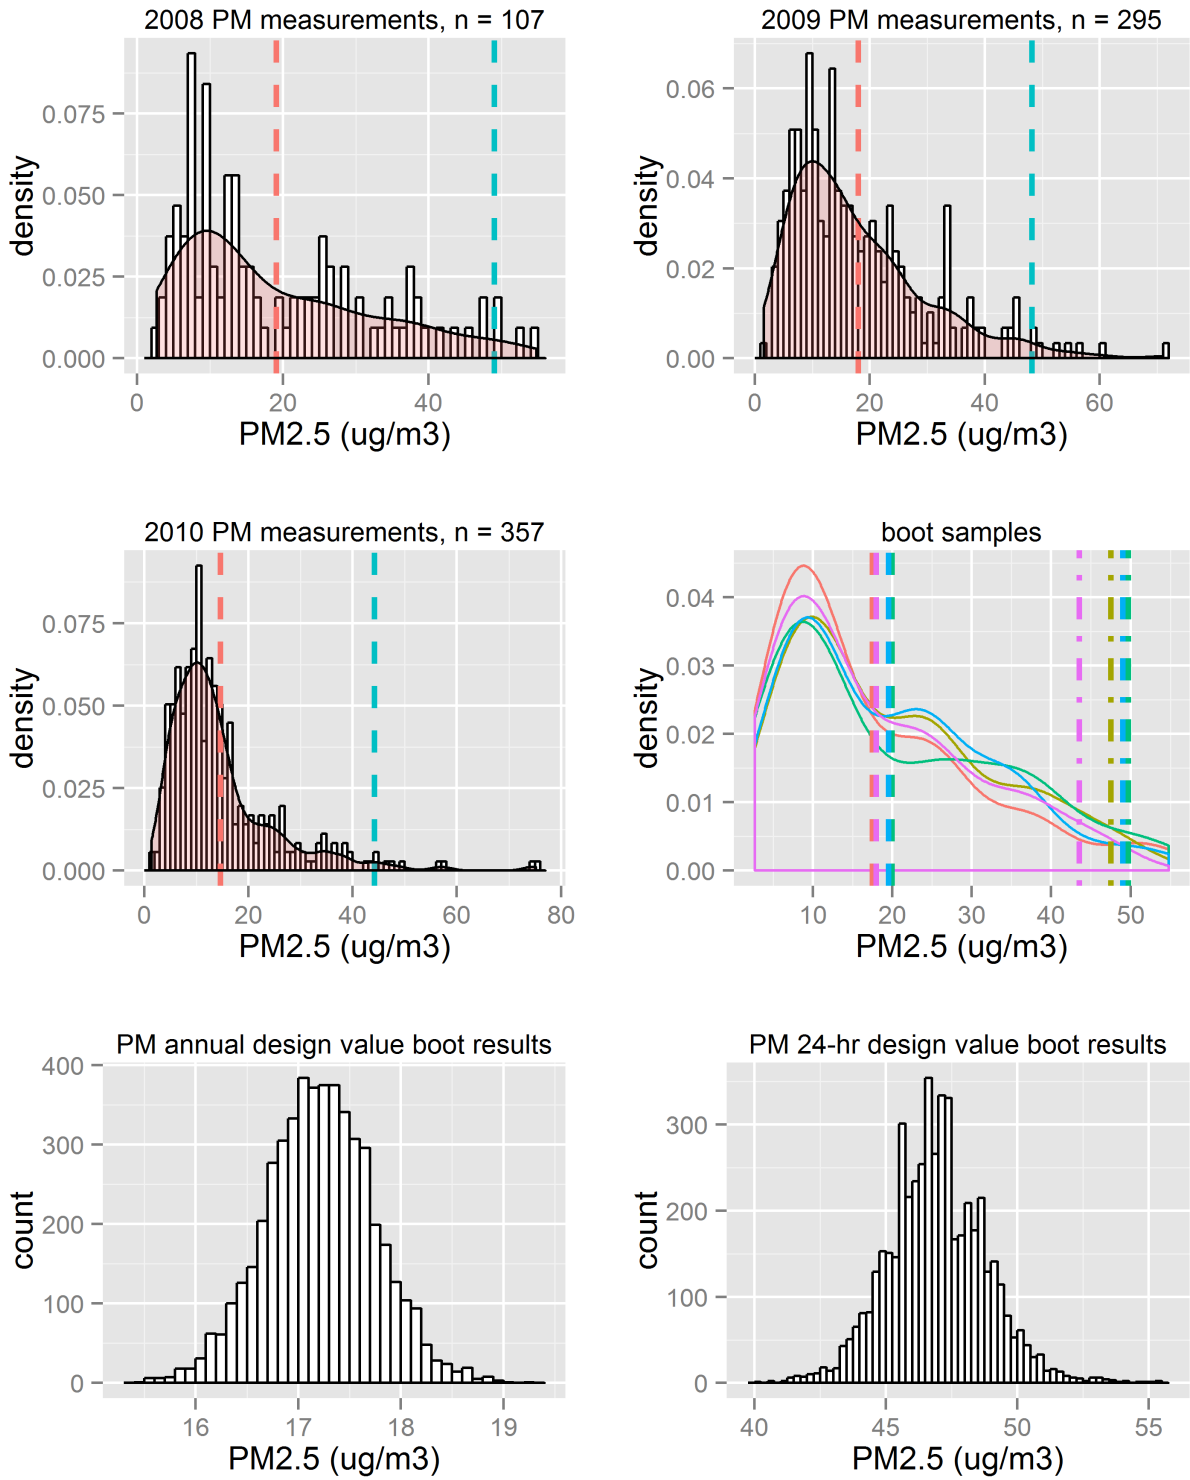 2008 PM measurements, n = 107
density
0.075
0.050
0.025
0.000
0 20 40
PM2.5 (ug/m3)
2009 PM measurements, n = 295
density
0.06
0.04
0.02
0.00
0 20 40 60
PM2.5 (ug/m3)
2010 PM measurements, n = 357
density
0.075
0.050
0.025
0.000
0 20 40 60 80
PM2.5 (ug/m3)
boot samples
density
0.04
0.03
0.02
0.01
0.00
10 20 30 40 50
PM2.5 (ug/m3)
PM annual design value boot results
count
400
300
200
100
0
16 17 18 19
PM2.5 (ug/m3)
PM 24-hr design value boot results
count
300
200
100
0
40 45 50 55
PM2.5 (ug/m3)